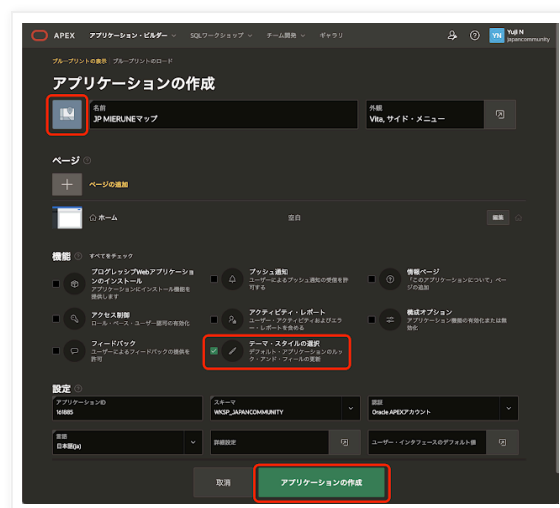 APEX アプリケーション・ビルダー SQLワークショップ チーム開発 ギャラリ YN Yuji N
japancommunity
ブループリントの表示 ブループリントのロード
アプリケーションの作成
名前
JP MIERUNEマップ
外観
Vita, サイド・メニュー
ページ
ページの追加
ホーム 空白 編集
機能 すべてをチェック
プログレッシブWebアプリケーショ
ンのインストール
アプリケーションにインストール機能を
提供します
プッシュ通知
ユーザーによるプッシュ通知の受信を許
可する
情報ページ
「このアプリケーションについて」ペー
ジの追加
アクセス制御
ロール・ベース・ユーザー認可の有効化
アクティビティ・レポート
ユーザー・アクティビティおよびエラ
ー・レポートを含める
構成オプション
アプリケーション機能の有効化または無
効化
フィードバック
ユーザーによるフィードバックの提供を
許可
テーマ・スタイルの選択
デフォルト・アプリケーションのルッ
ク・アンド・フィールの更新
設定
アプリケーションID
161885
スキーマ
WKSP_JAPANCOMMUNITY
認証
Oracle APEXアカウント
言語
日本語(ja)
詳細設定
ユーザー・インタフェースのデフォルト値
取消
アプリケーションの作成